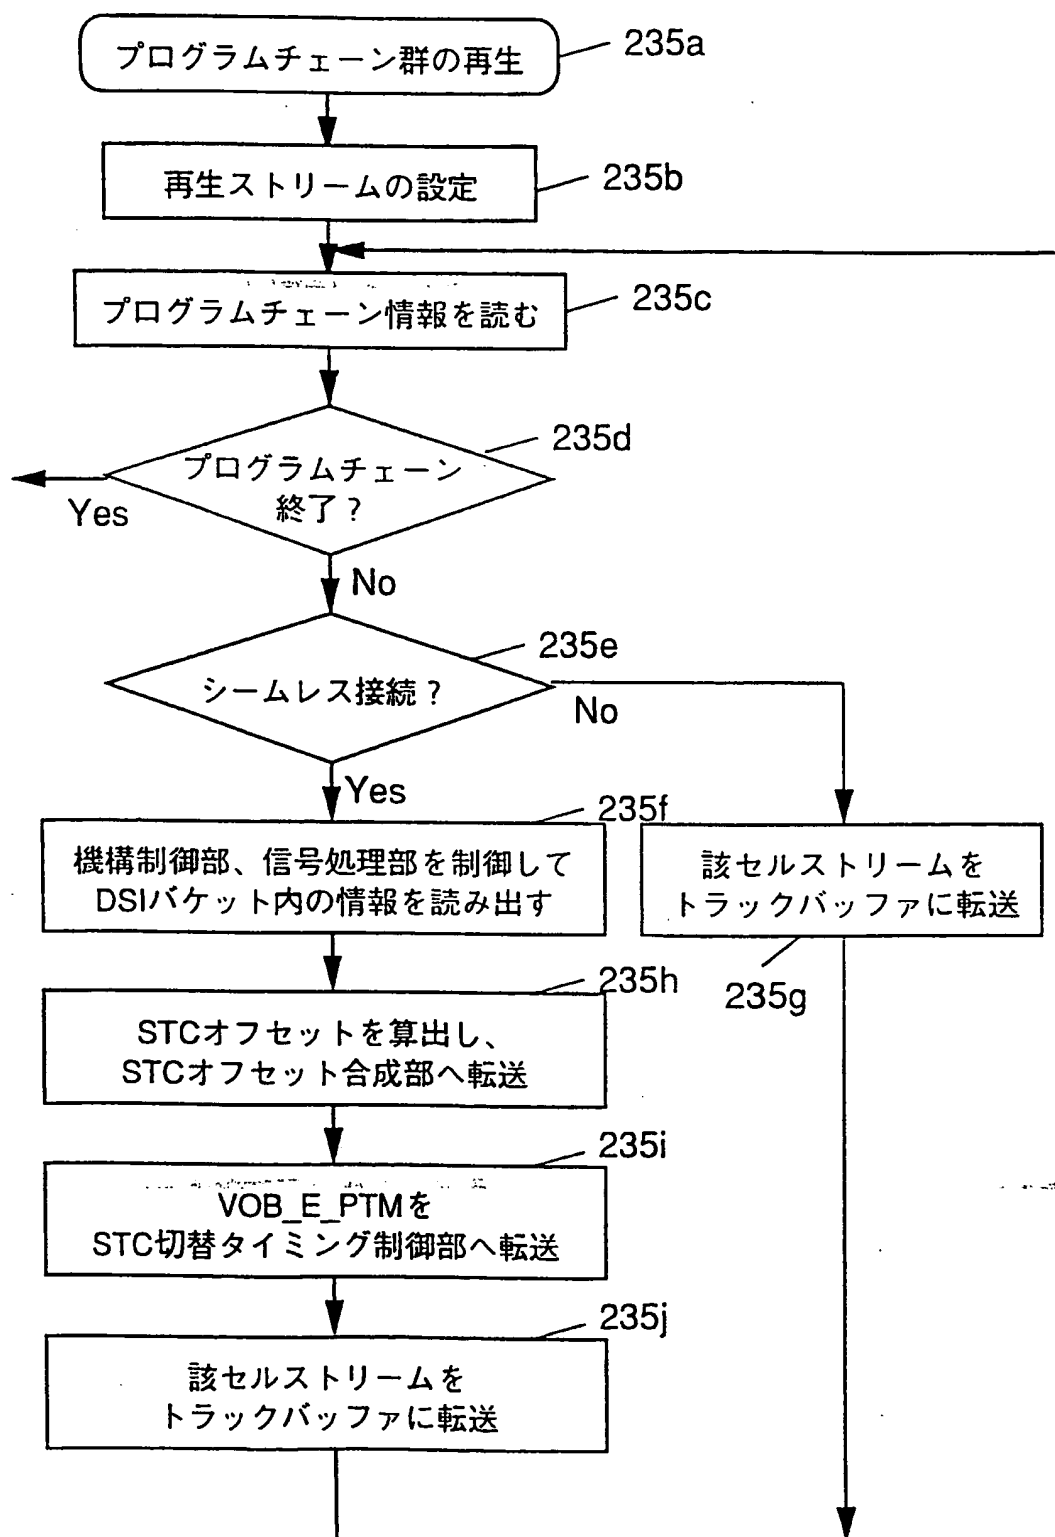 プログラムチェーン群の再生
235a
再生ストリームの設定
235b
プログラムチェーン情報を読む
235c
235d
プログラムチェーン
終了?
Yes
No
235e
シームレス接続?
No
Yes
235f
機構制御部、信号処理部を制御して
DSIバケット内の情報を読み出す
該セルストリームを
トラックバッファに転送
235g
235h
STCオフセットを算出し、
STCオフセット合成部へ転送
235i
VOB_E_PTMを
STC切替タイミング制御部へ転送
235j
該セルストリームを
トラックバッファに転送